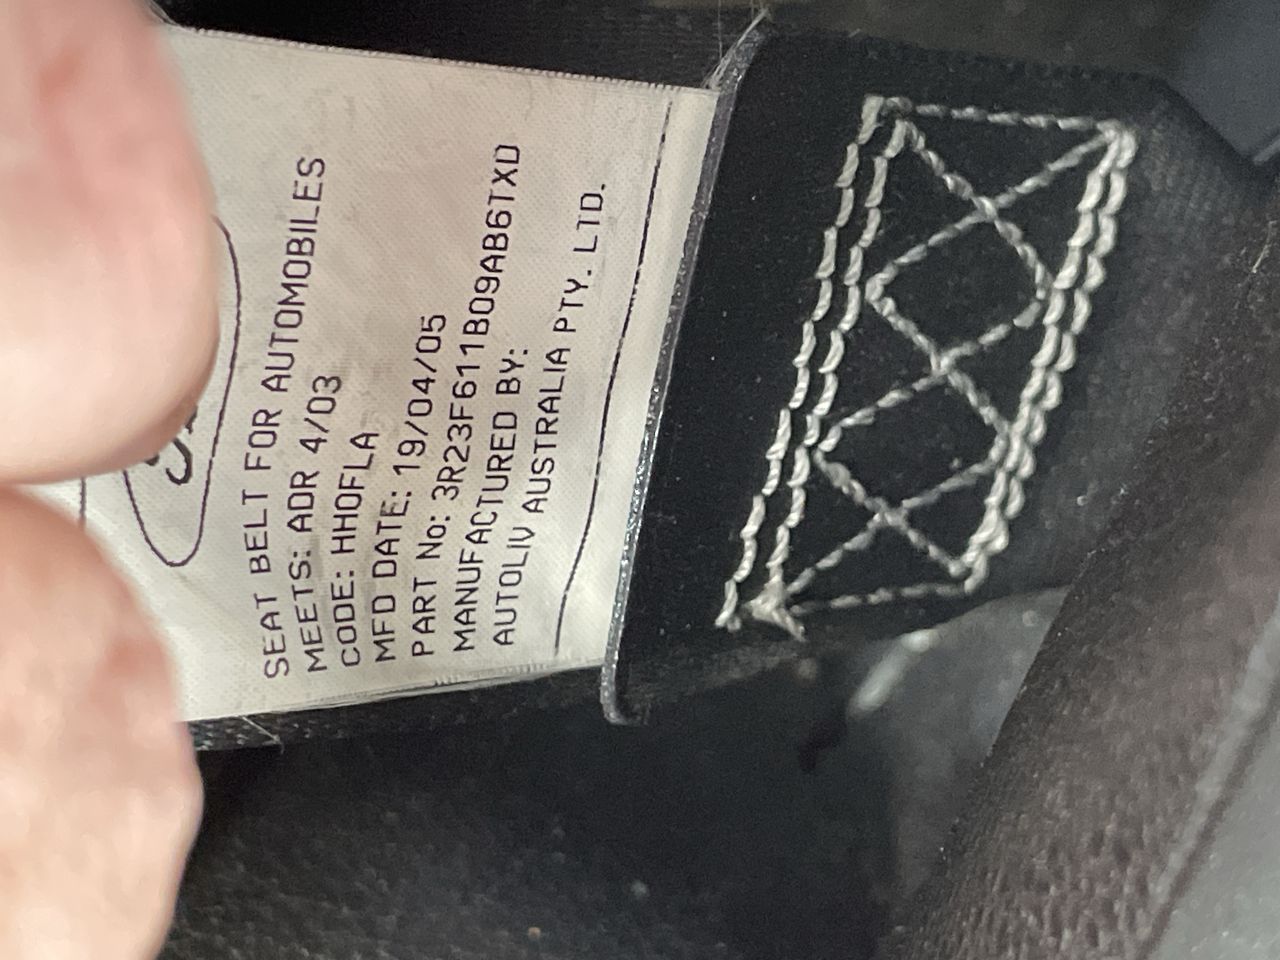 SEAT BELT FOR AUTOMOBILES
MEETS: ADR 4/03
CODE: HHOFLA
MFD DATE: 19/04/05
PART No: 3R23F611B09AB6TXD
MANUFACTURED BY:
AUTOLIV AUSTRALIA PTY. LTD.